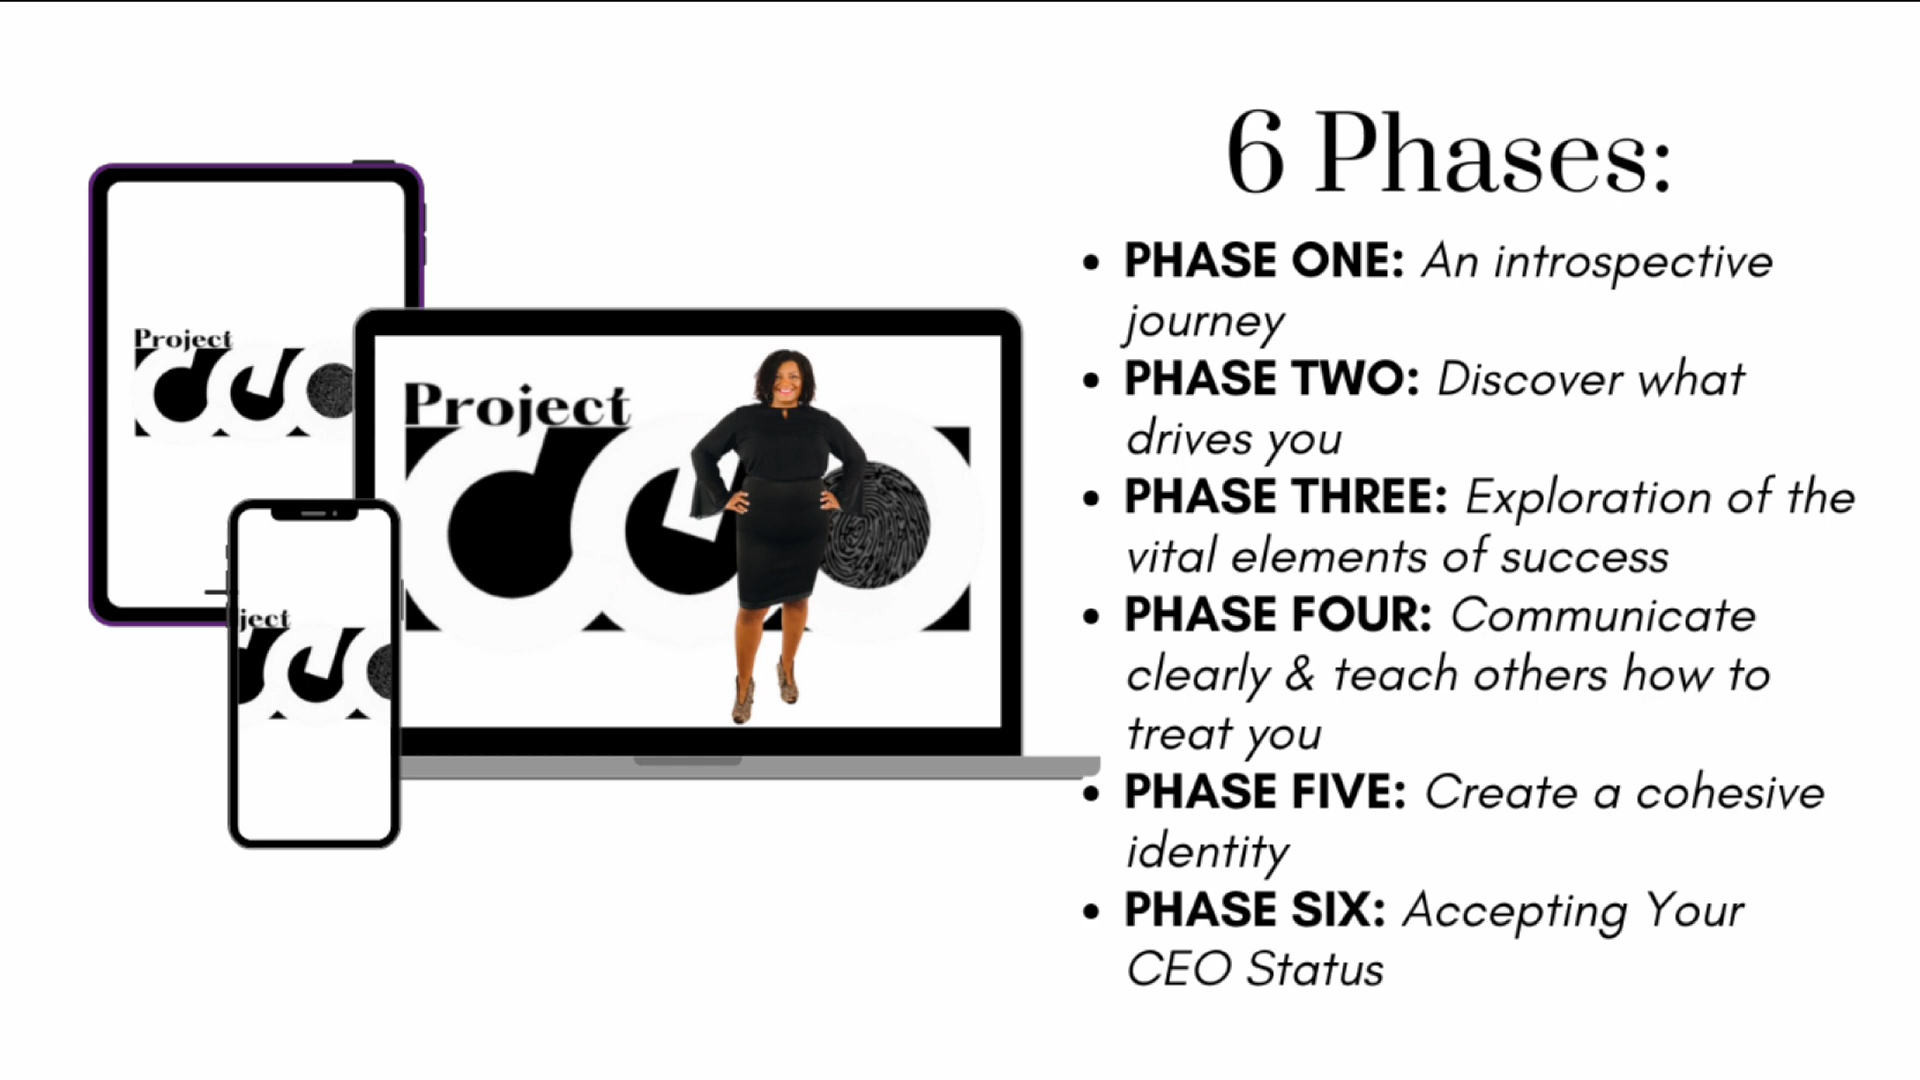 6 Phases:
• PHASE ONE: An introspective
journey
• PHASE TWO: Discover what
drives you
• PHASE THREE: Exploration of the
vital elements of success
• PHASE FOUR: Communicate
clearly & teach others how to
treat you
• PHASE FIVE: Create a cohesive
identity
• PHASE SIX: Accepting Your
CEO Status
Project
Project
ject